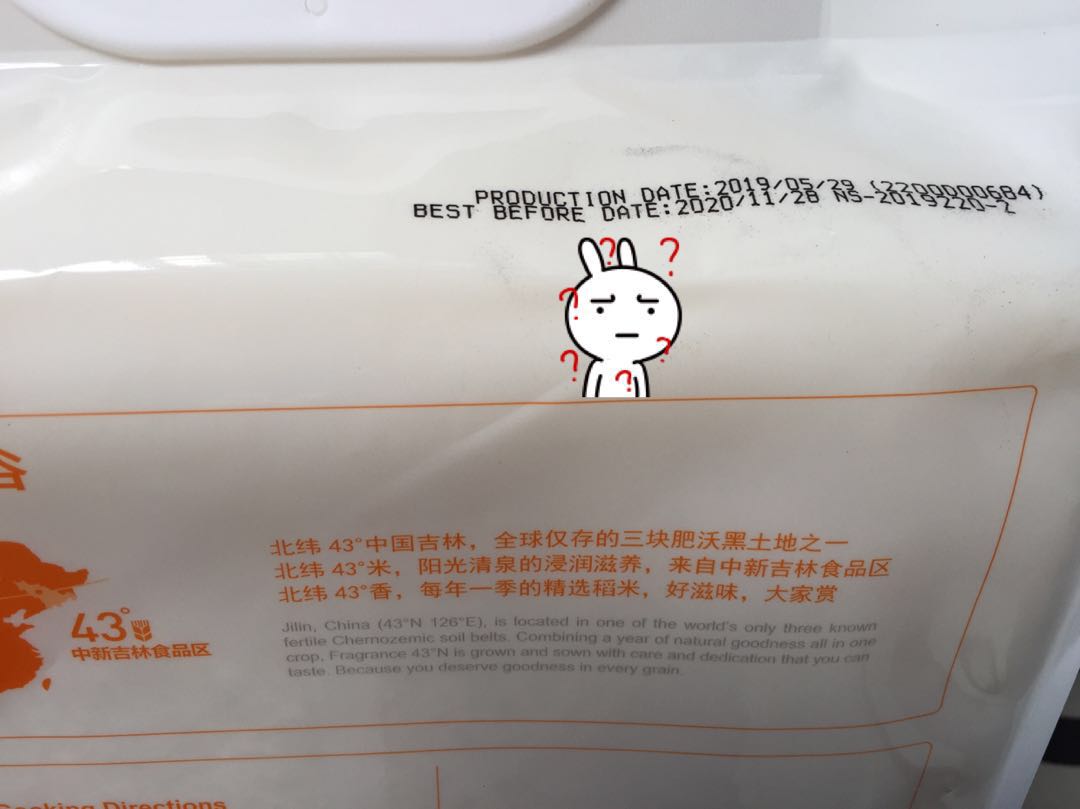 PRODUCTION DATE:2019/05/29 (2200D00684)
BEST BEFORE DATE:2020/11/28 NS-2019220-2
谷
北纬 43°中国吉林，全球仅存的三块肥沃黑土地之一
北纬 43°米，阳光清泉的浸润滋养，来自中新吉林食品区
北纬 43°香，每年一季的精选稻米，好滋味，大家赏
43°
中新吉林食品区
Jilin, China (43°N 126°E), is located in one of the world's only three known
fertile Chernozemic soil belts. Combining a year of natural goodness all in one
crop, Fragrance 43°N is grown and sown with care and dedication that you can
taste. Because you deserve goodness in every grain.
Cooking Directions